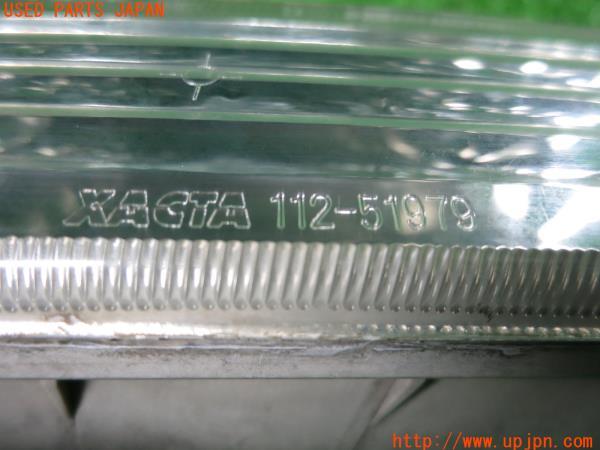 USED PARTS JAPAN
XACTA 112-51979
http://www.upjpn.com/